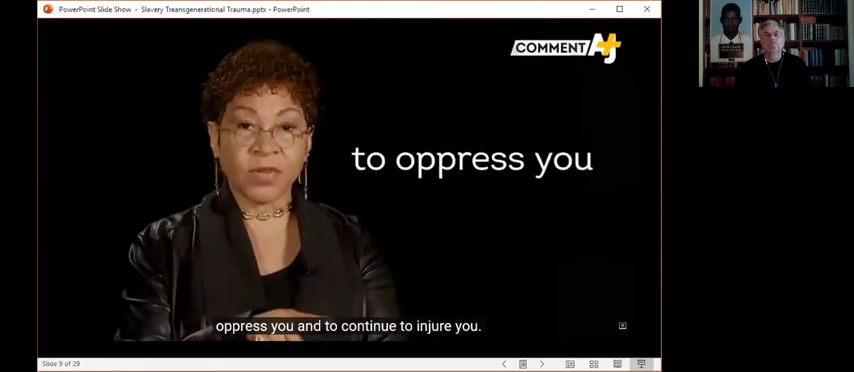 PowerPoint Slide Show - Slavery Treansgenerational Trauma.pptx - PowerPoint
COMMENT AJ+
to oppress you
oppress you and to continue to injure you.
Slide 9 of 29